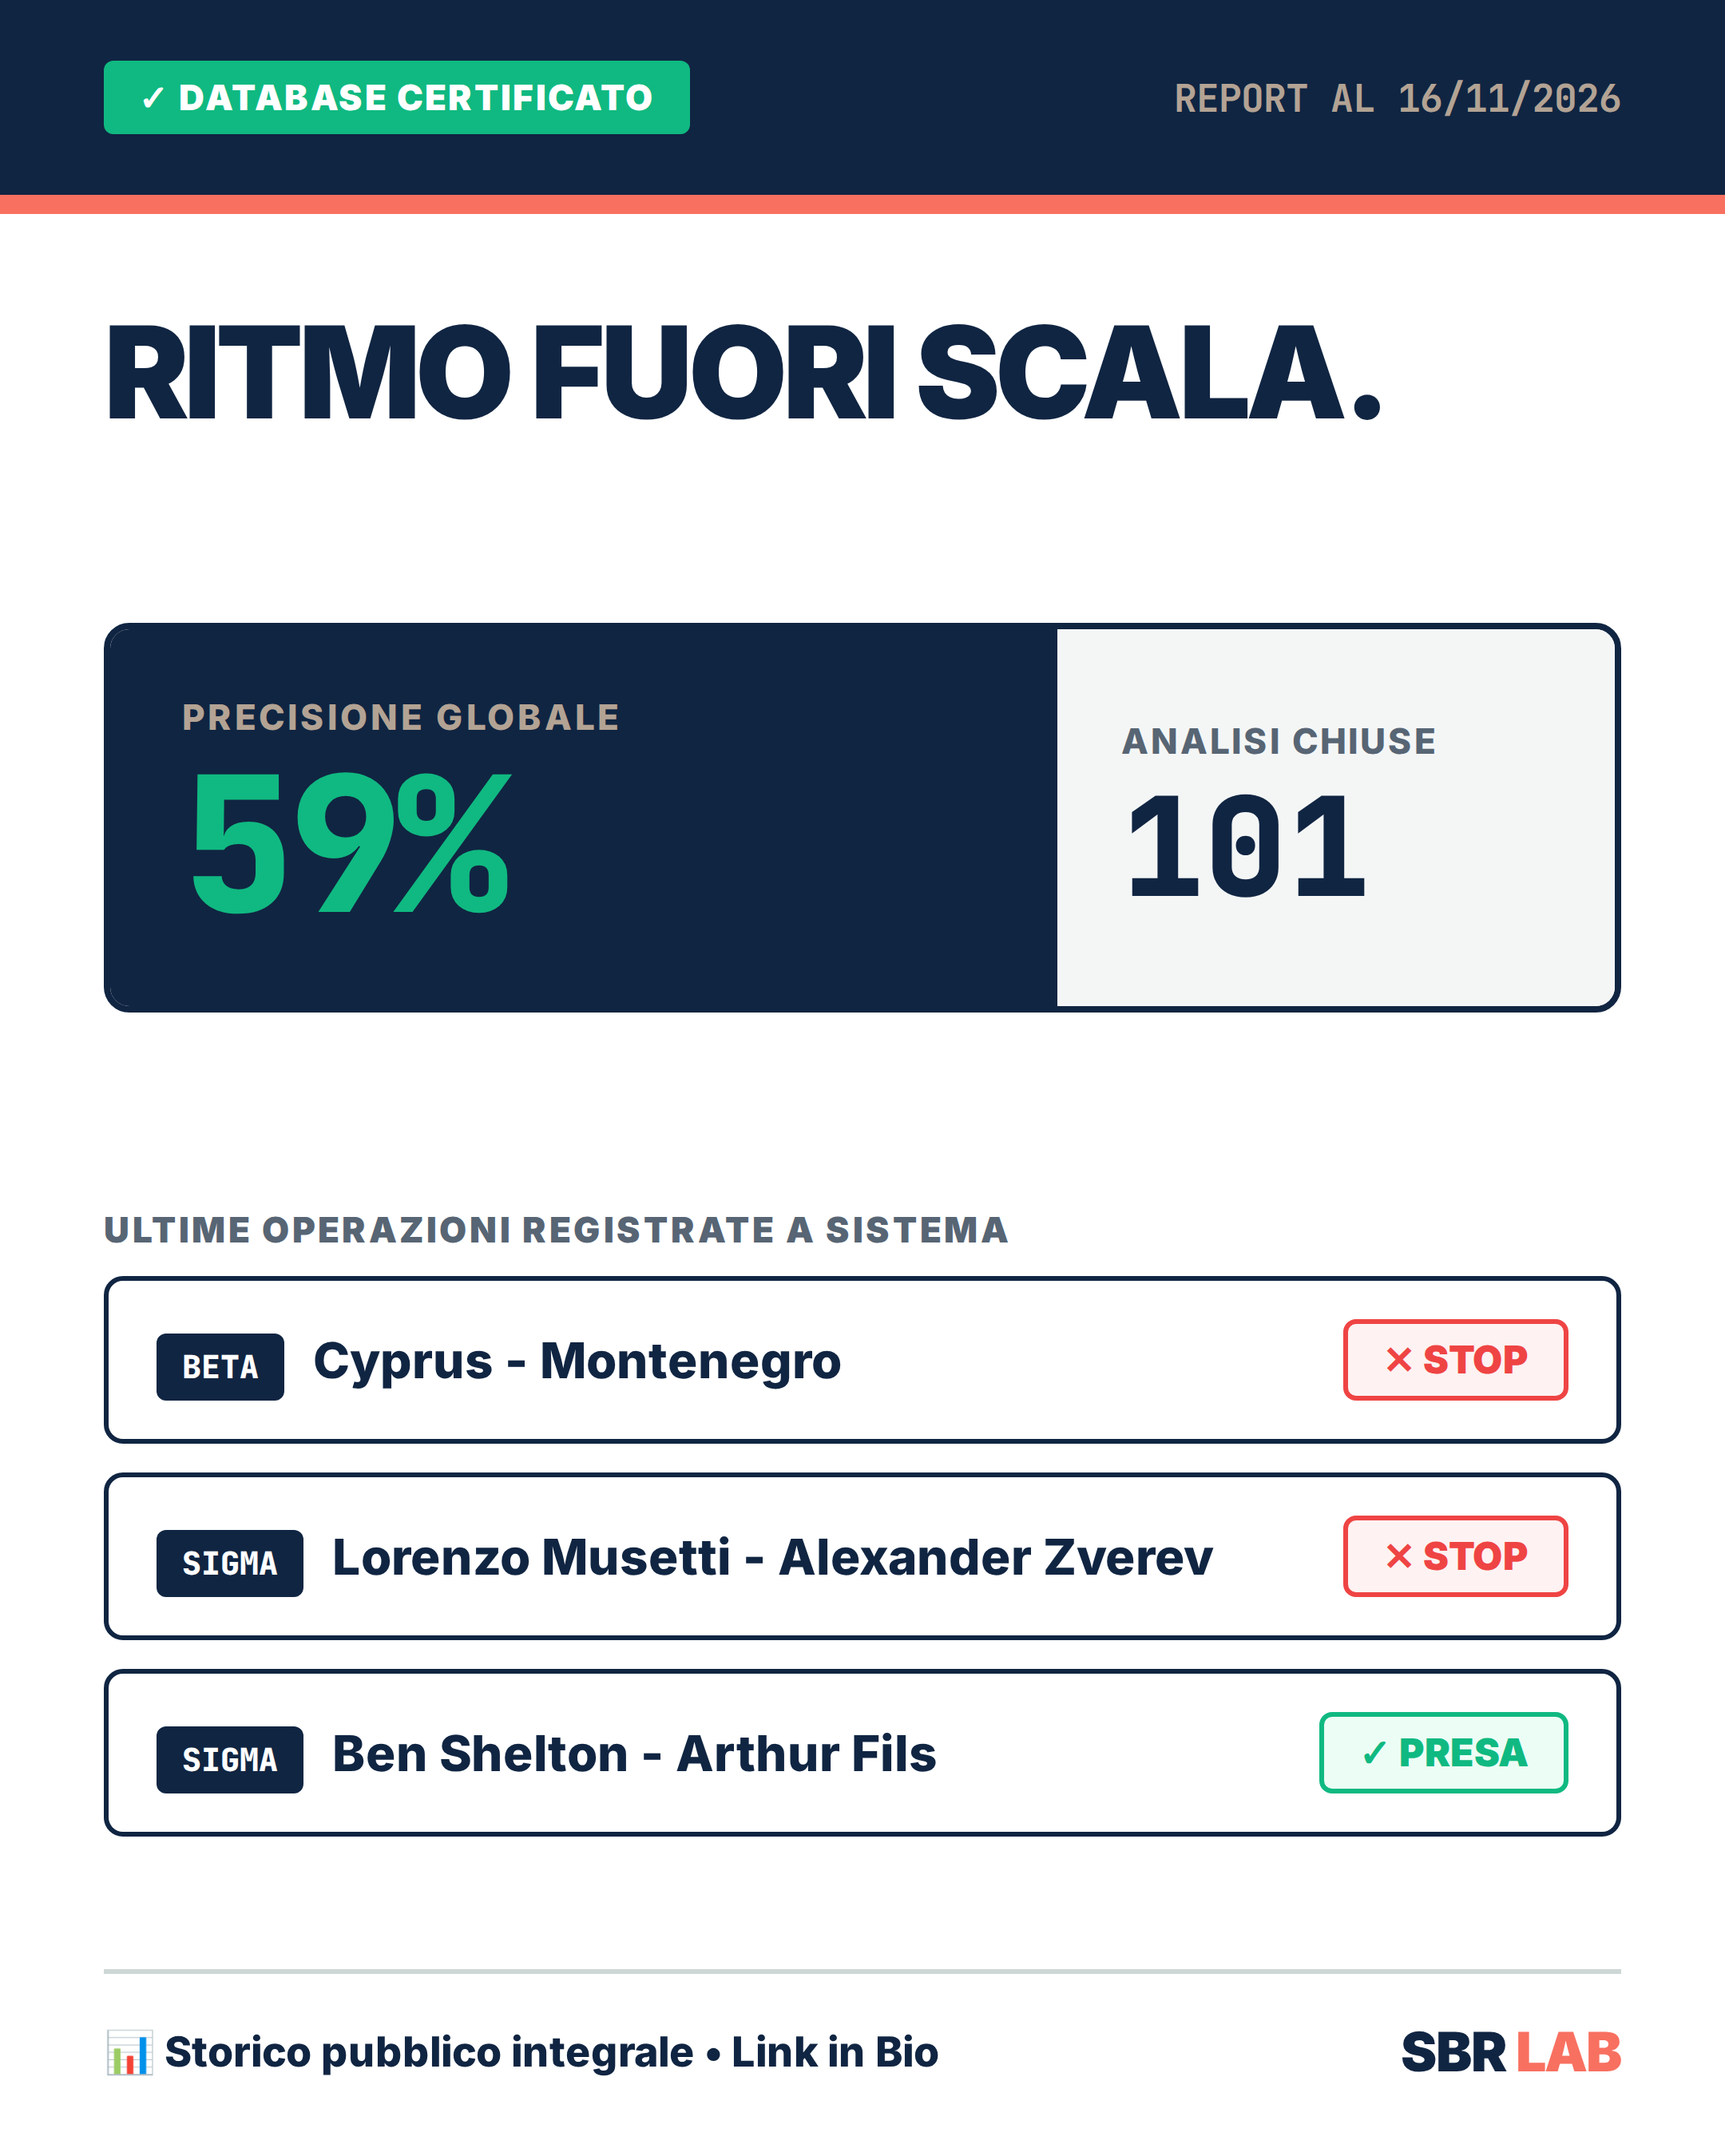 ✓ DATABASE CERTIFICATO
REPORT AL 16/11/2026
RITMO FUORI SCALA.
PRECISIONE GLOBALE
59%
ANALISI CHIUSE
101
ULTIME OPERAZIONI REGISTRATE A SISTEMA
BETA Cyprus - Montenegro ✕ STOP
SIGMA Lorenzo Musetti - Alexander Zverev ✕ STOP
SIGMA Ben Shelton - Arthur Fils ✓ PRESA
📊 Storico pubblico integrale • Link in Bio
SBR LAB